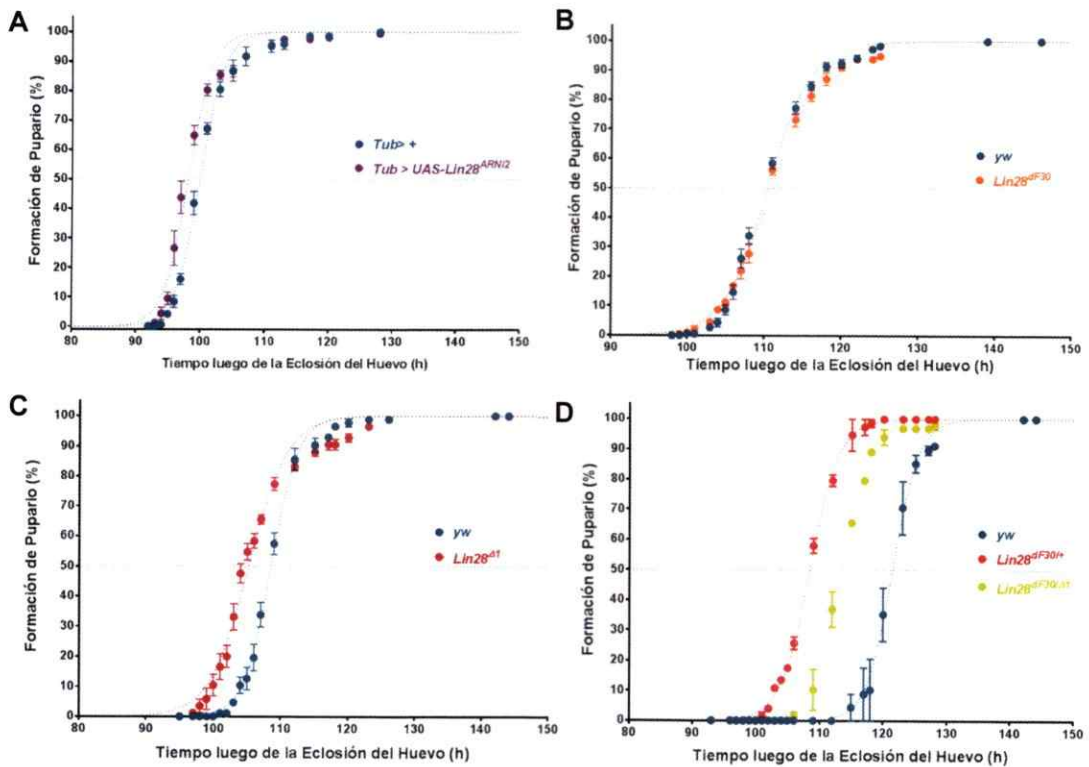 A
Formación de Pupario (%)
100
90
80
70
60
50
40
30
20
10
0
Tub> +
Tub > UAS-Lin28ARNi2
80 90 100 110 120 130 140 150
Tiempo luego de la Eclosión del Huevo (h)
B
Formación de Pupario (%)
100
90
80
70
60
50
40
30
20
10
0
yw
Lin28dF30
90 100 110 120 130 140 150
Tiempo luego de la Eclosión del Huevo (h)
C
Formación de Pupario (%)
100
90
80
70
60
50
40
30
20
10
0
yw
Lin28Δ1
80 90 100 110 120 130 140 150
Tiempo luego de la Eclosión del Huevo (h)
D
Formación de Pupario (%)
100
90
80
70
60
50
40
30
20
10
0
yw
Lin28dF30/+
Lin28dF30/Δ1
80 90 100 110 120 130 140 150
Tiempo luego de la Eclosión del Huevo (h)